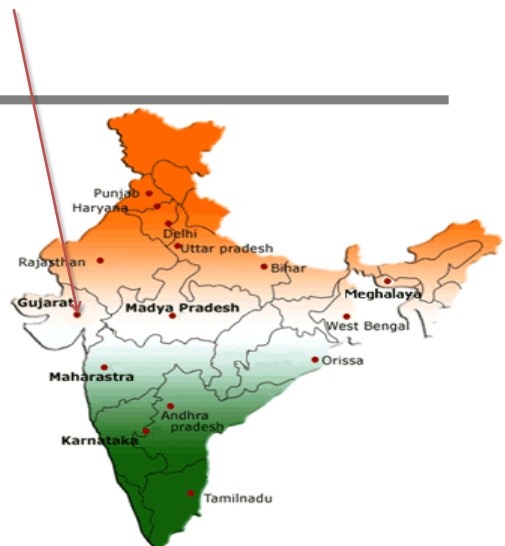 Punjab
Haryana
Delhi
Uttar pradesh
Rajasthan
Bihar
Meghalaya
Gujarat
Madya Pradesh
West Bengal
Orissa
Maharastra
Andhra
pradesh
Karnataka
Tamilnadu